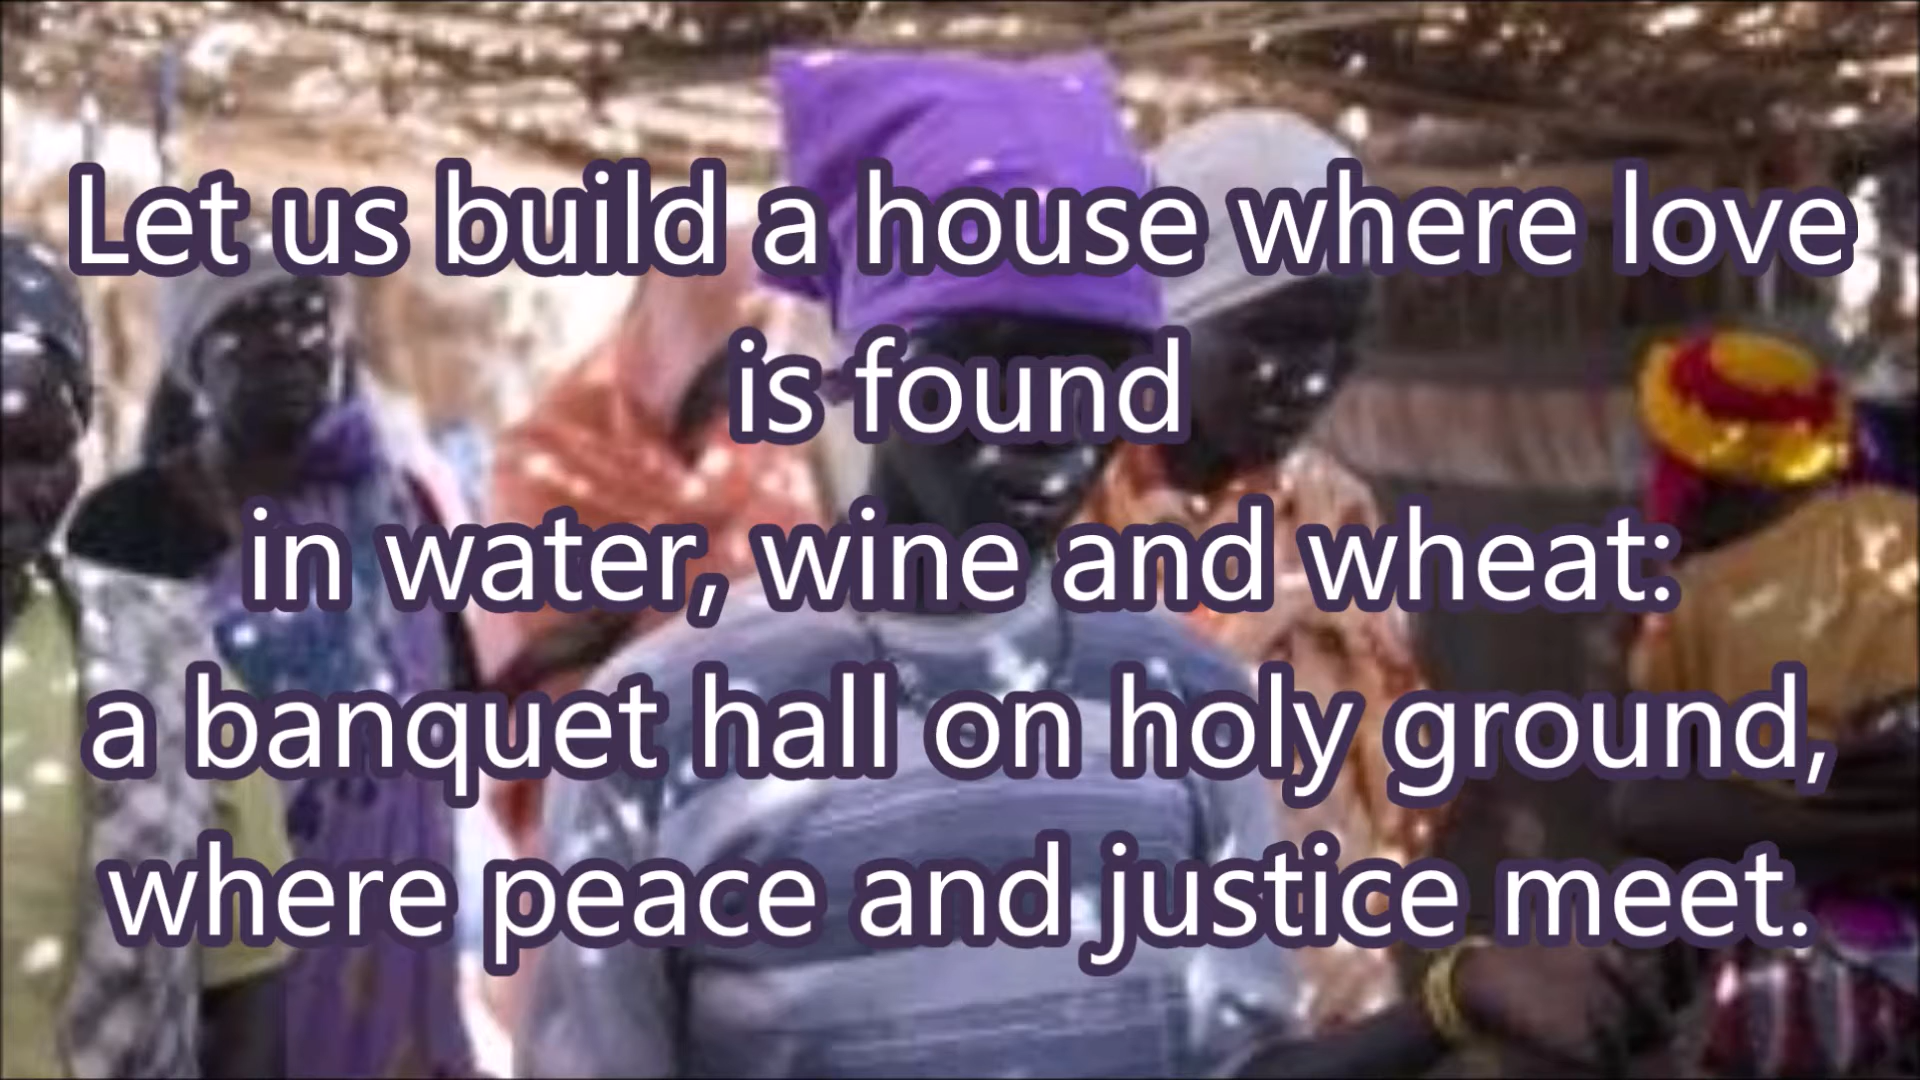 Let us build a house where love
is found
in water, wine and wheat:
a banquet hall on holy ground,
where peace and justice meet.